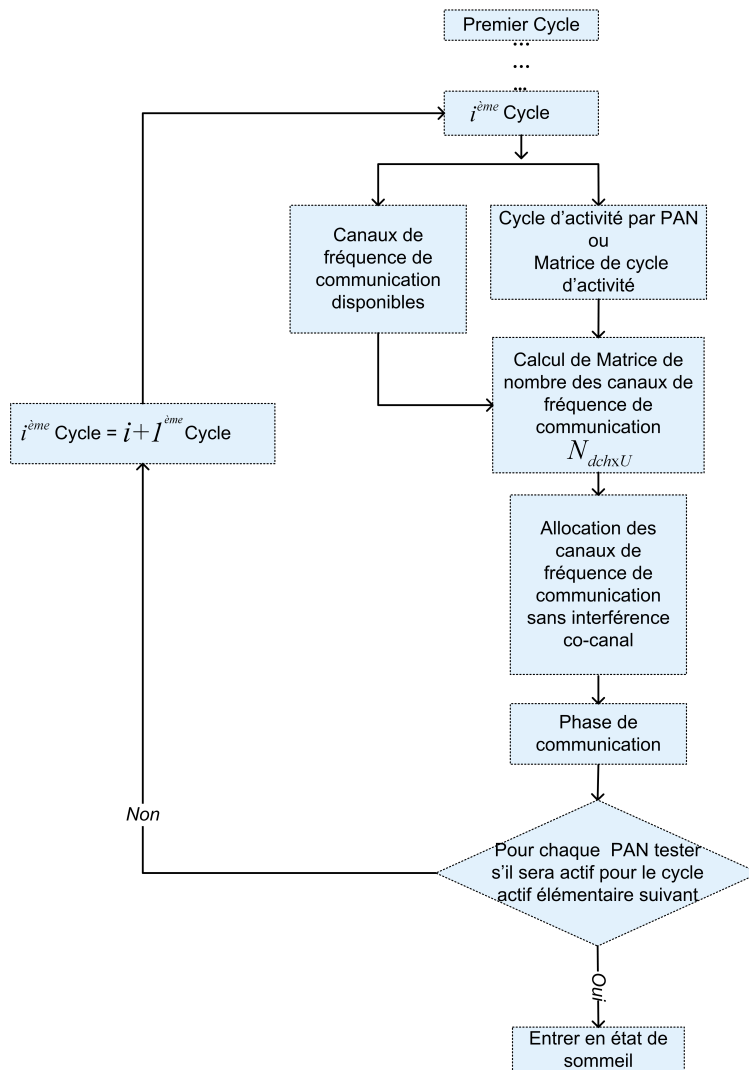 Premier Cycle
...
...
...
i ème Cycle
Canaux de
fréquence de
communication
disponibles
Cycle d'activité par PAN
ou
Matrice de cycle
d'activité
Calcul de Matrice de
nombre des canaux de
fréquence de
communication
N dchxU
i ème Cycle = i+1 ème Cycle
Allocation des
canaux de
fréquence de
communication
sans interférence
co-canal
Phase de
communication
Non
Pour chaque PAN tester
s'il sera actif pour le cycle
actif élémentaire suivant
Oui
Entrer en état de
sommeil